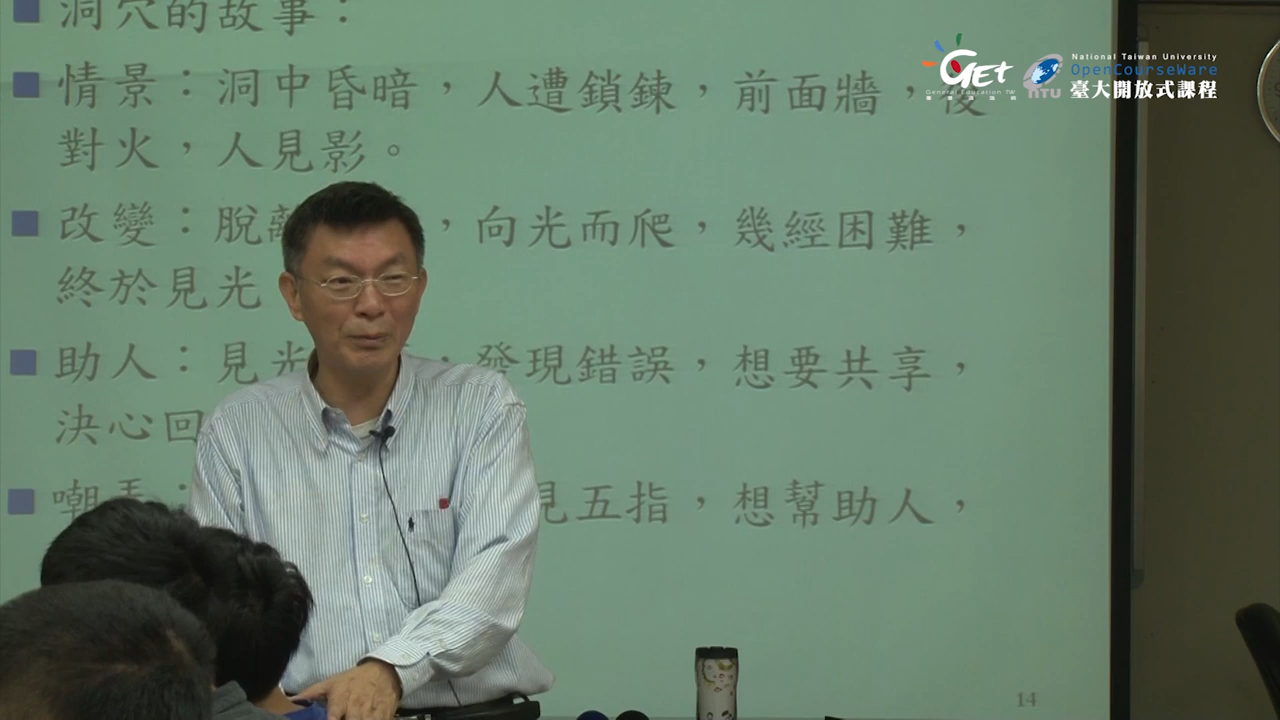 洞穴的故事：
情景：洞中昏暗，人遭鎖鍊，前面牆，後
對火，人見影。
改變：脫離，向光而爬，幾經困難，
終於見光
助人：見光發現錯誤，想要共享，
決心回
嘲弄：見五指，想幫助人，
14
GEt
General Education TW
National Taiwan University
OpenCourseWare
NTU 臺大開放式課程